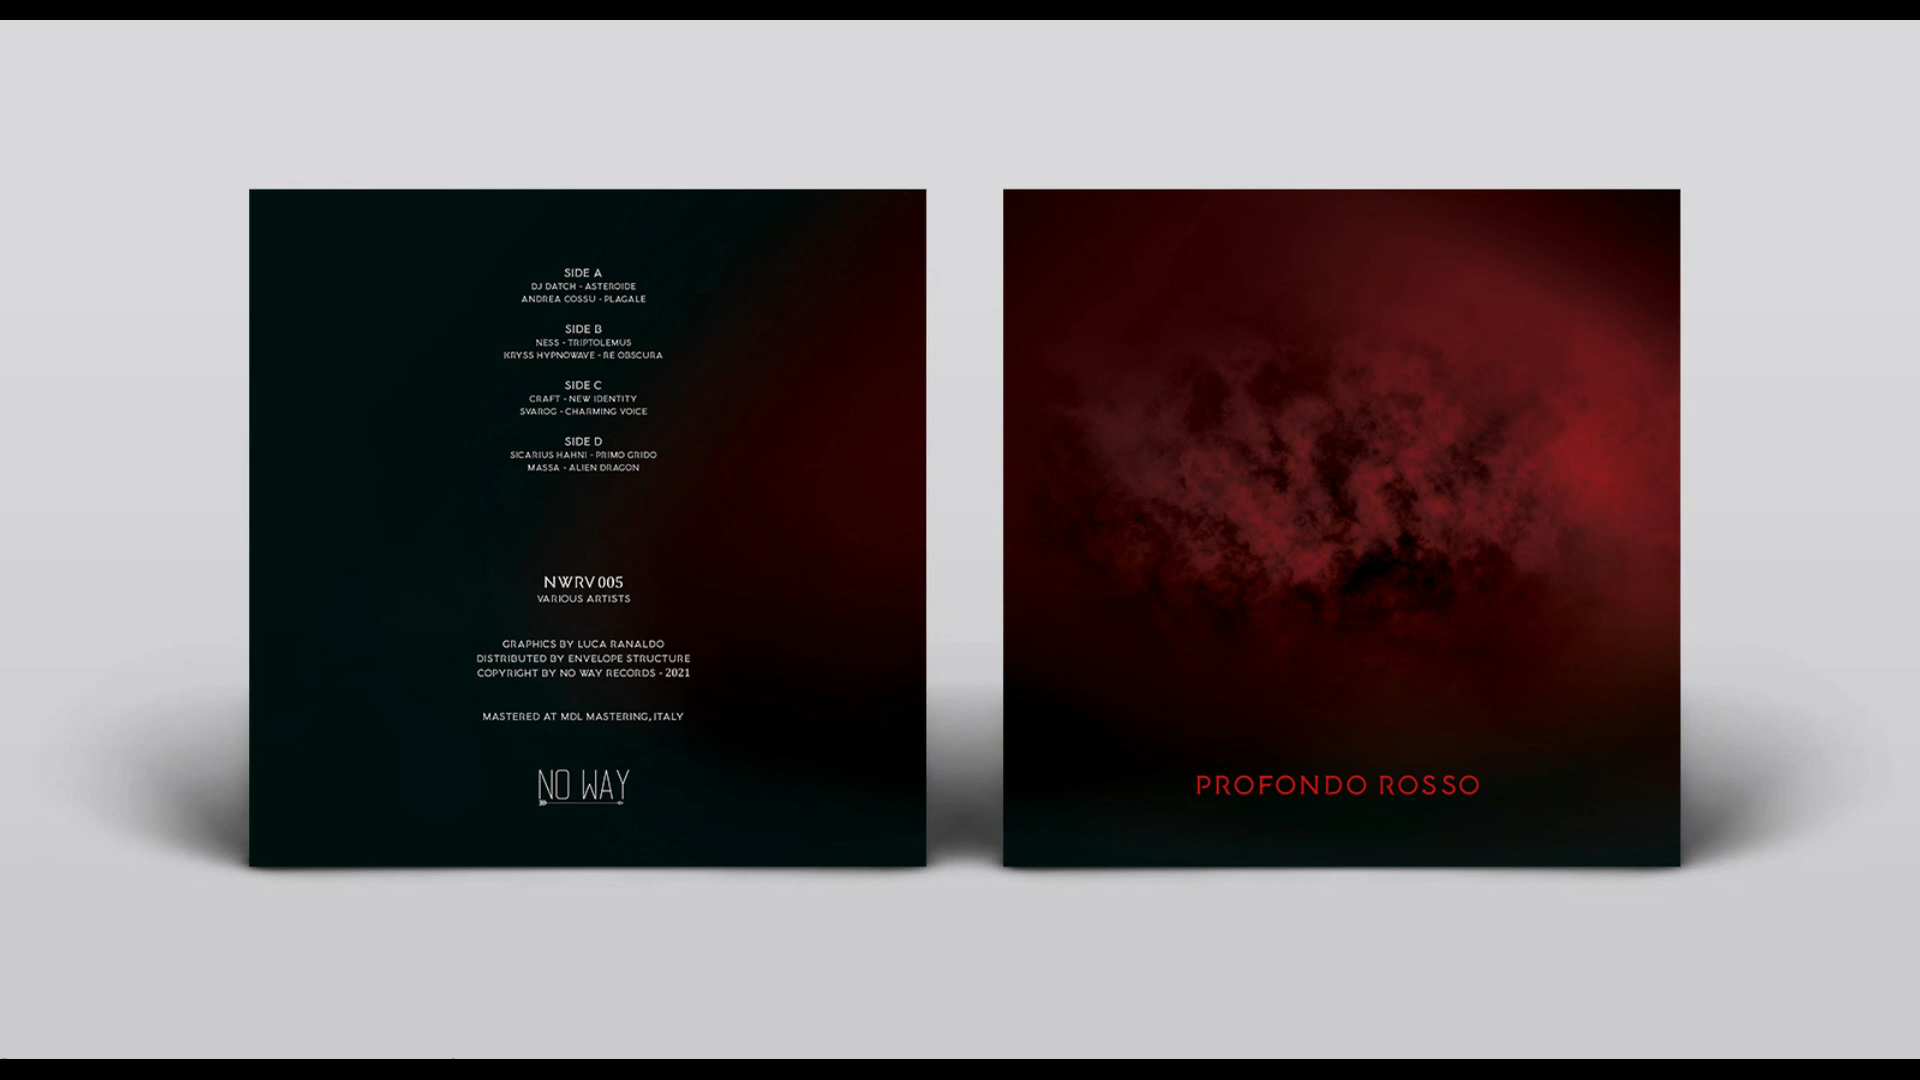 SIDE A
DJ DATCH - ASTEROIDE
ANDREA COSSU - PLAGALE
SIDE B
NESS - TRIPTOLEMUS
KRYSS HYPNOWAVE - RE OBSCURA
SIDE C
CRAFT - NEW IDENTITY
SVAROG - CHARMING VOICE
SIDE D
SICARIUS HAHNI - PRIMO GRIDO
MASSA - ALIEN DRAGON
NWRV005
VARIOUS ARTISTS
GRAPHICS BY LUCA RANALDO
DISTRIBUTED BY ENVELOPE STRUCTURE
COPYRIGHT BY NO WAY RECORDS - 2021
MASTERED AT MDL MASTERING, ITALY
NO WAY
PROFONDO ROSSO